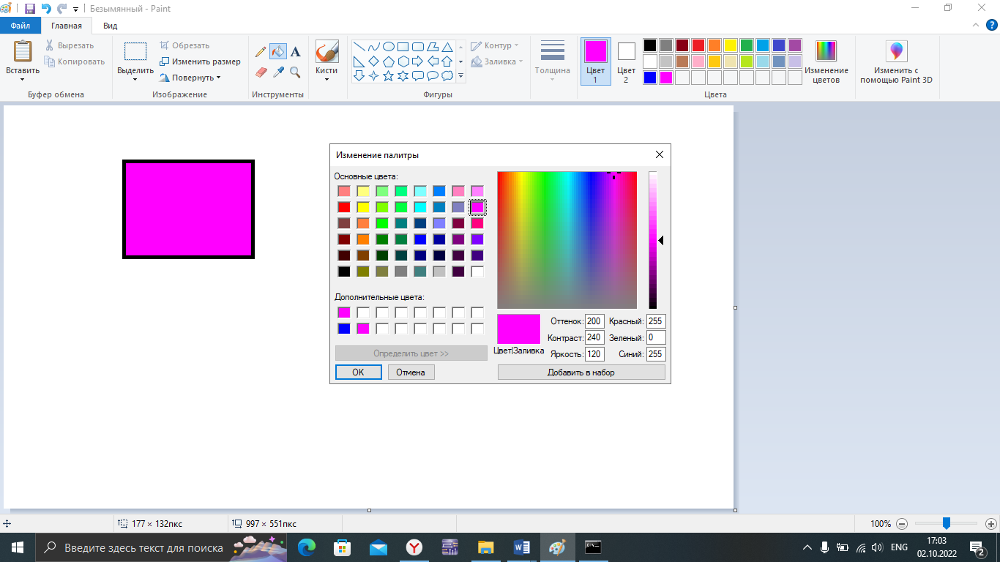 Безымянный - Paint
Файл Главная Вид
Вставить
Вырезать
Копировать
Буфер обмена
Выделить
Обрезать
Изменить размер
Повернуть
Изображение
A
Инструменты
Кисти
Фигуры
Контур
Заливка
Толщина
Цвет
1
Цвет
2
Цвета
Изменение
цветов
Изменить с
помощью Paint 3D
?
Изменение палитры
Основные цвета:
Дополнительные цвета:
Определить цвет >>
OK Отмена
Цвет|Заливка
Оттенок: 200 Красный: 255
Контраст: 240 Зеленый: 0
Яркость: 120 Синий: 255
Добавить в набор
177 × 132пкс 997 × 551пкс 100%
Введите здесь текст для поиска
ENG
17:03
02.10.2022
2